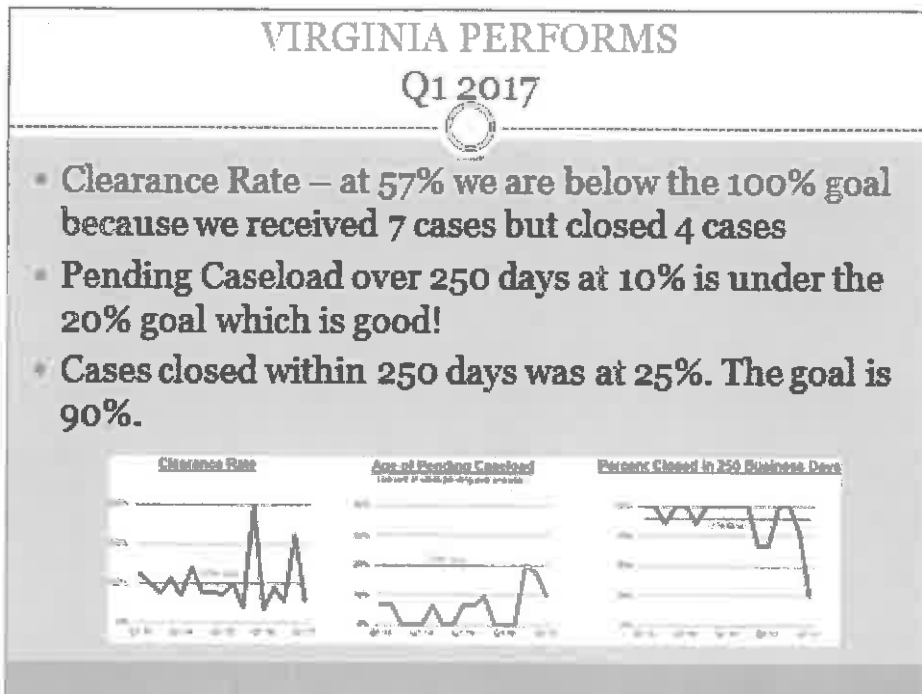 VIRGINIA PERFORMS
Q1 2017
Clearance Rate – at 57% we are below the 100% goal
because we received 7 cases but closed 4 cases
Pending Caseload over 250 days at 10% is under the
20% goal which is good!
Cases closed within 250 days was at 25%. The goal is
90%.
Clearance Rate
Age of Pending Caseload
Percent Closed in 250 Business Days